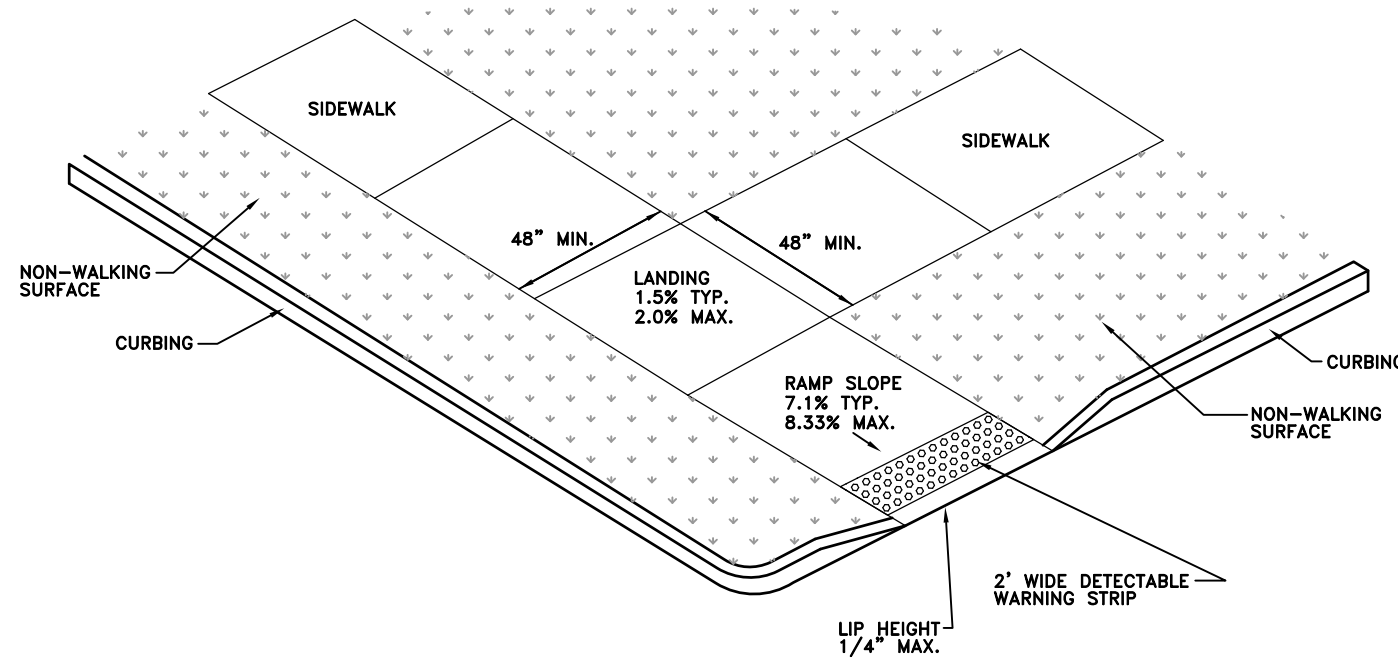 SIDEWALK
SIDEWALK
48" MIN.
48" MIN.
NON-WALKING
SURFACE
LANDING
1.5% TYP.
2.0% MAX.
CURBING
CURBING
RAMP SLOPE
7.1% TYP.
8.33% MAX.
NON-WALKING
SURFACE
2' WIDE DETECTABLE
WARNING STRIP
LIP HEIGHT
1/4" MAX.